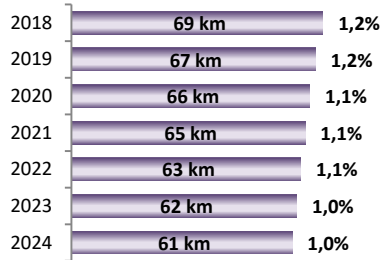 2018 69 km 1,2%
2019 67 km 1,2%
2020 66 km 1,1%
2021 65 km 1,1%
2022 63 km 1,1%
2023 62 km 1,0%
2024 61 km 1,0%